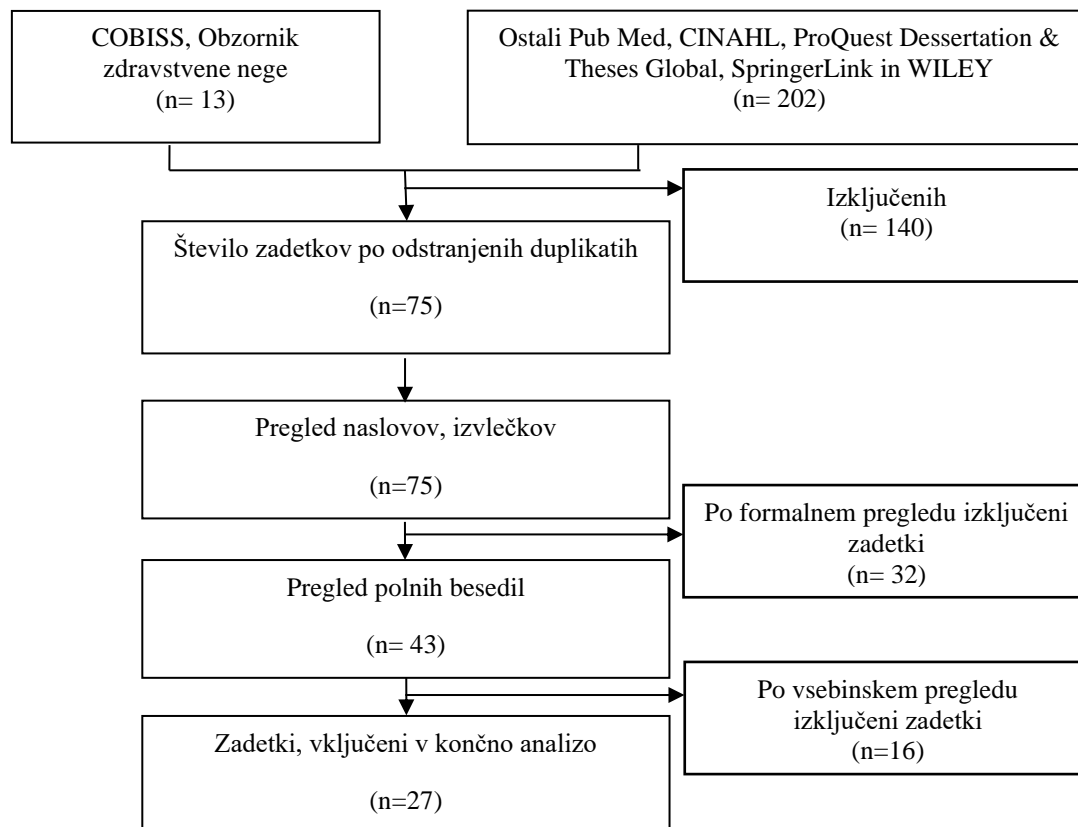 COBISS, Obzornik
zdravstvene nege
(n= 13)
Ostali Pub Med, CINAHL, ProQuest Dessertation &
Theses Global, SpringerLink in WILEY
(n= 202)
Izključenih
(n= 140)
Število zadetkov po odstranjenih duplikatih
(n=75)
Pregled naslovov, izvlečkov
(n=75)
Po formalnem pregledu izključeni
zadetki
(n= 32)
Pregled polnih besedil
(n= 43)
Po vsebinskem pregledu
izključeni zadetki
(n=16)
Zadetki, vključeni v končno analizo
(n=27)